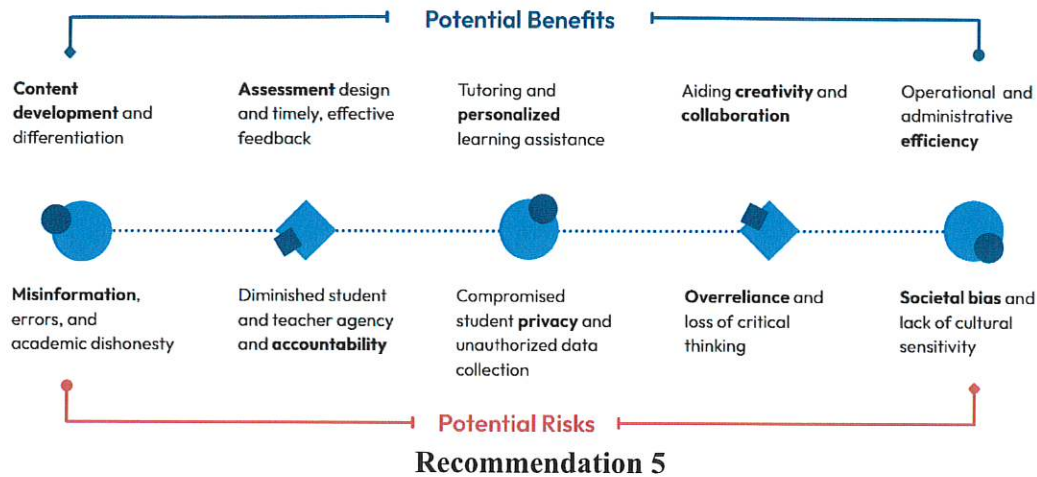 Potential Benefits
Content
development and
differentiation
Assessment design
and timely, effective
feedback
Tutoring and
personalized
learning assistance
Aiding creativity and
collaboration
Operational and
administrative
efficiency
Misinformation,
errors, and
academic dishonesty
Diminished student
and teacher agency
and accountability
Compromised
student privacy and
unauthorized data
collection
Overreliance and
loss of critical
thinking
Societal bias and
lack of cultural
sensitivity
Potential Risks
Recommendation 5